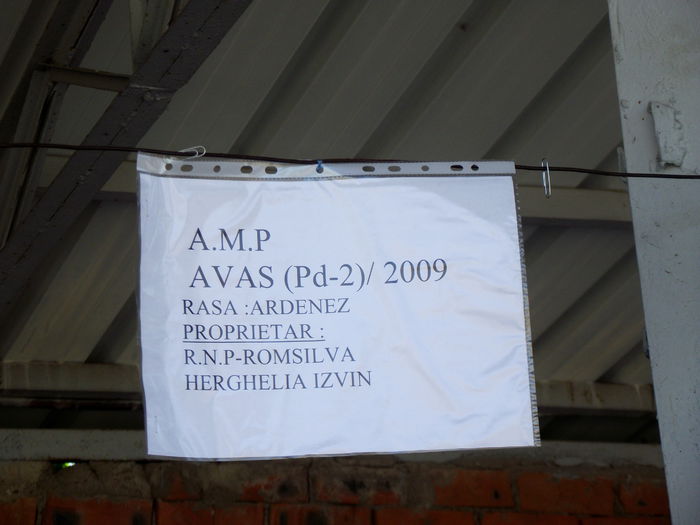 A.M.P
AVAS (Pd-2)/ 2009
RASA :ARDENEZ
PROPRIETAR :
R.N.P-ROMSILVA
HERGHELIA IZVIN